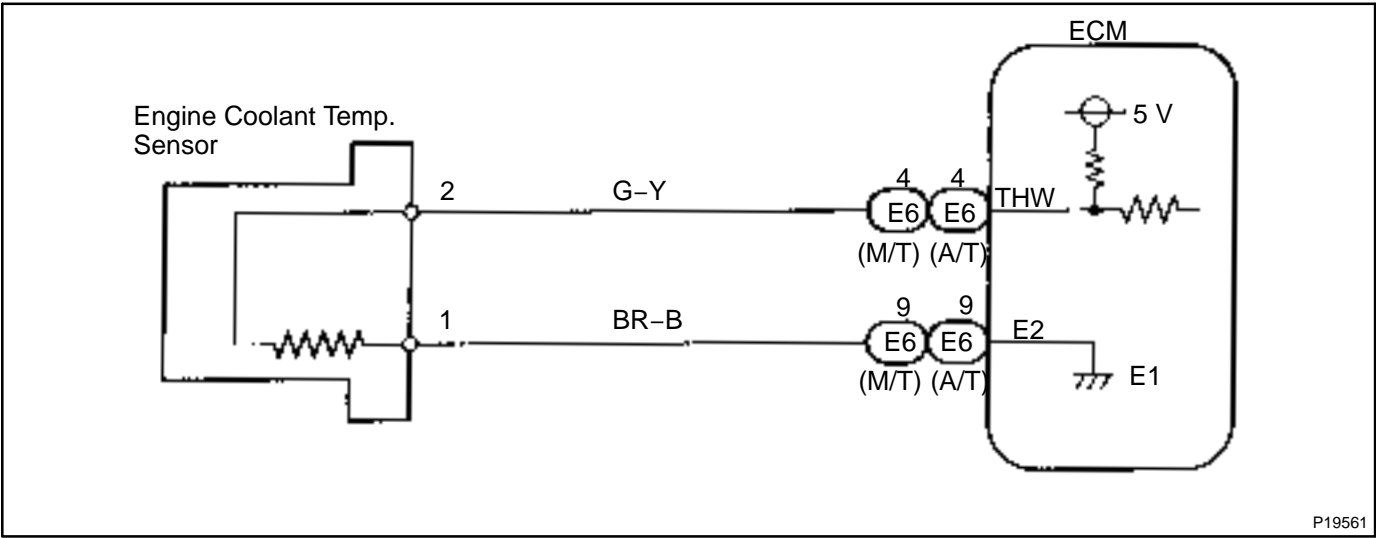 ECM
5 V
Engine Coolant Temp.
Sensor
2
G−Y
4
4
E6
E6
THW
(M/T)
(A/T)
1
BR−B
9
9
E6
E6
E2
(M/T)
(A/T)
E1
P19561